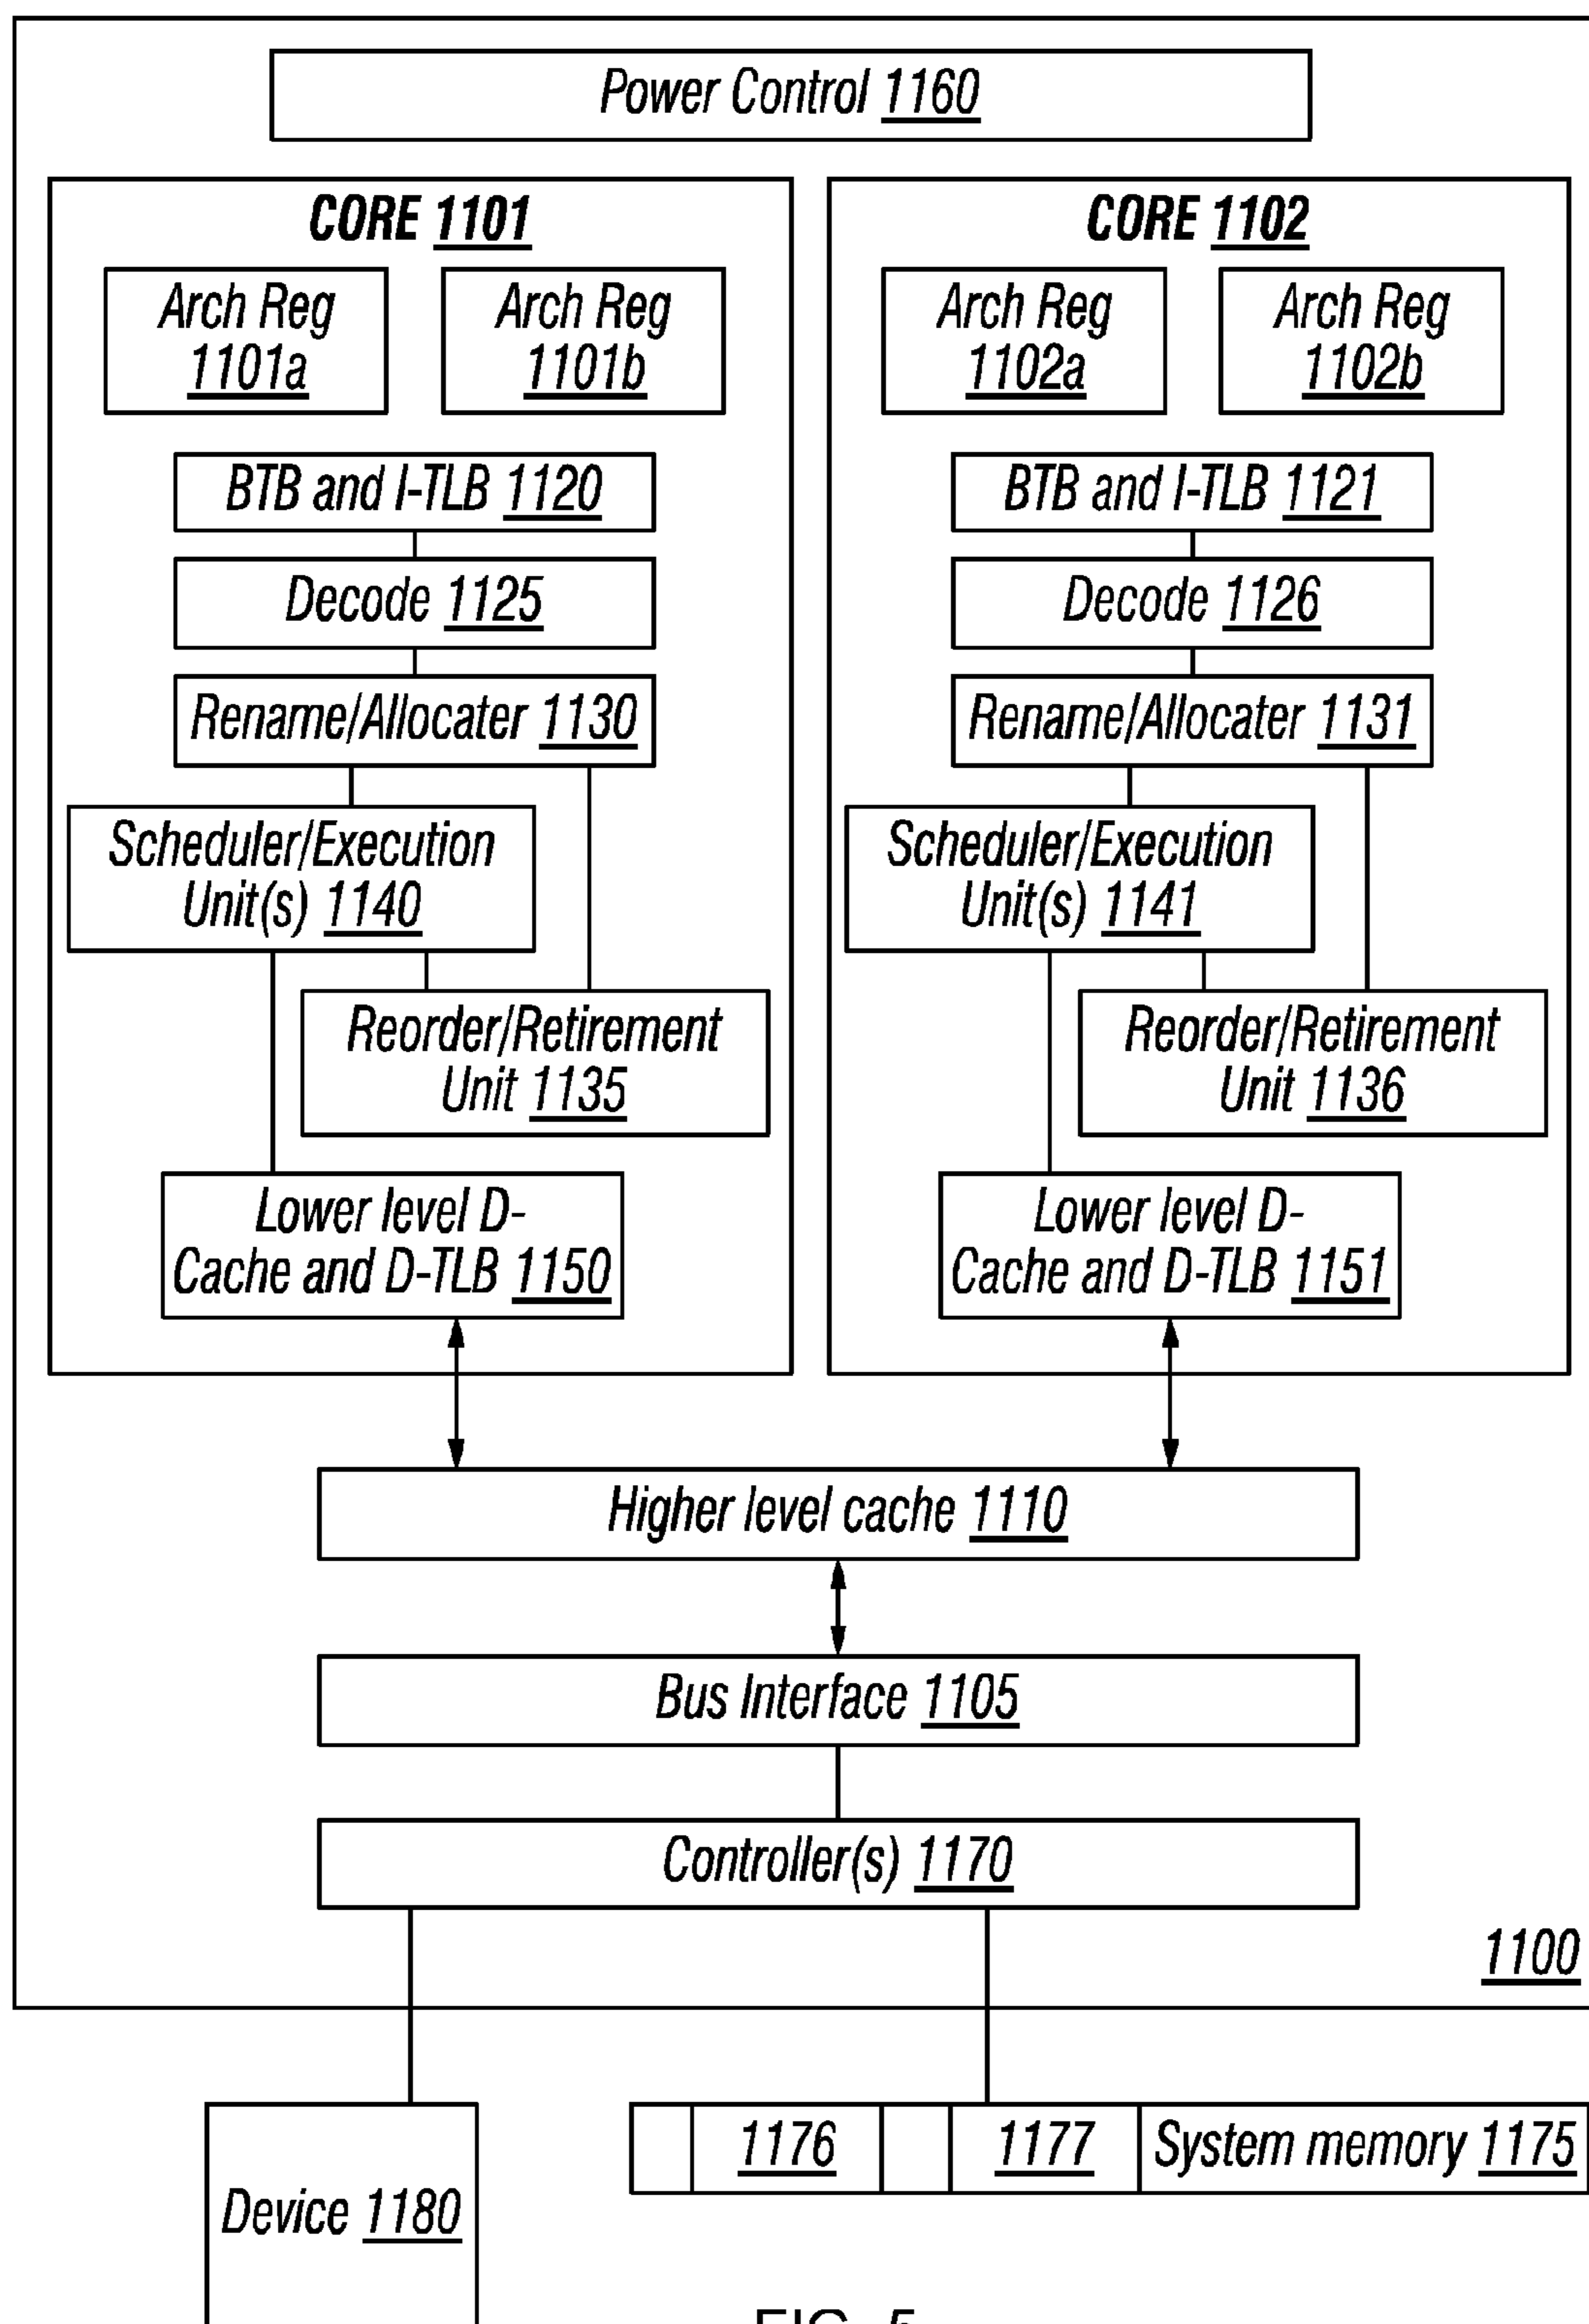 Power Control 1160
CORE 1101
Arch Reg
1101a
Arch Reg
1101b
BTB and I-TLB 1120
Decode 1125
Rename/Allocater 1130
Scheduler/Execution
Unit(s) 1140
Reorder/Retirement
Unit 1135
Lower level D-
Cache and D-TLB 1150
CORE 1102
Arch Reg
1102a
Arch Reg
1102b
BTB and I-TLB 1121
Decode 1126
Rename/Allocater 1131
Scheduler/Execution
Unit(s) 1141
Reorder/Retirement
Unit 1136
Lower level D-
Cache and D-TLB 1151
Higher level cache 1110
Bus Interface 1105
Controller(s) 1170
1100
1176
1177
System memory 1175
Device 1180
FIG. 5